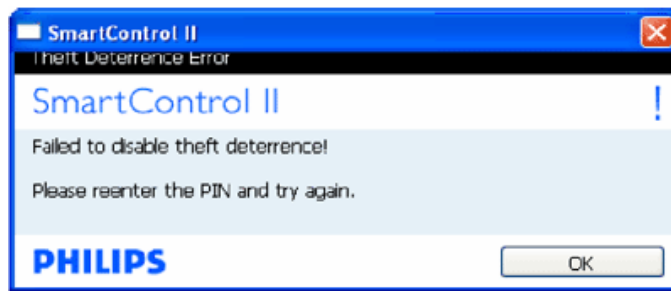 SmartControl II
Theft Deterrence Error
SmartControl II
!
Failed to disable theft deterrence!
Please reenter the PIN and try again.
PHILIPS
OK